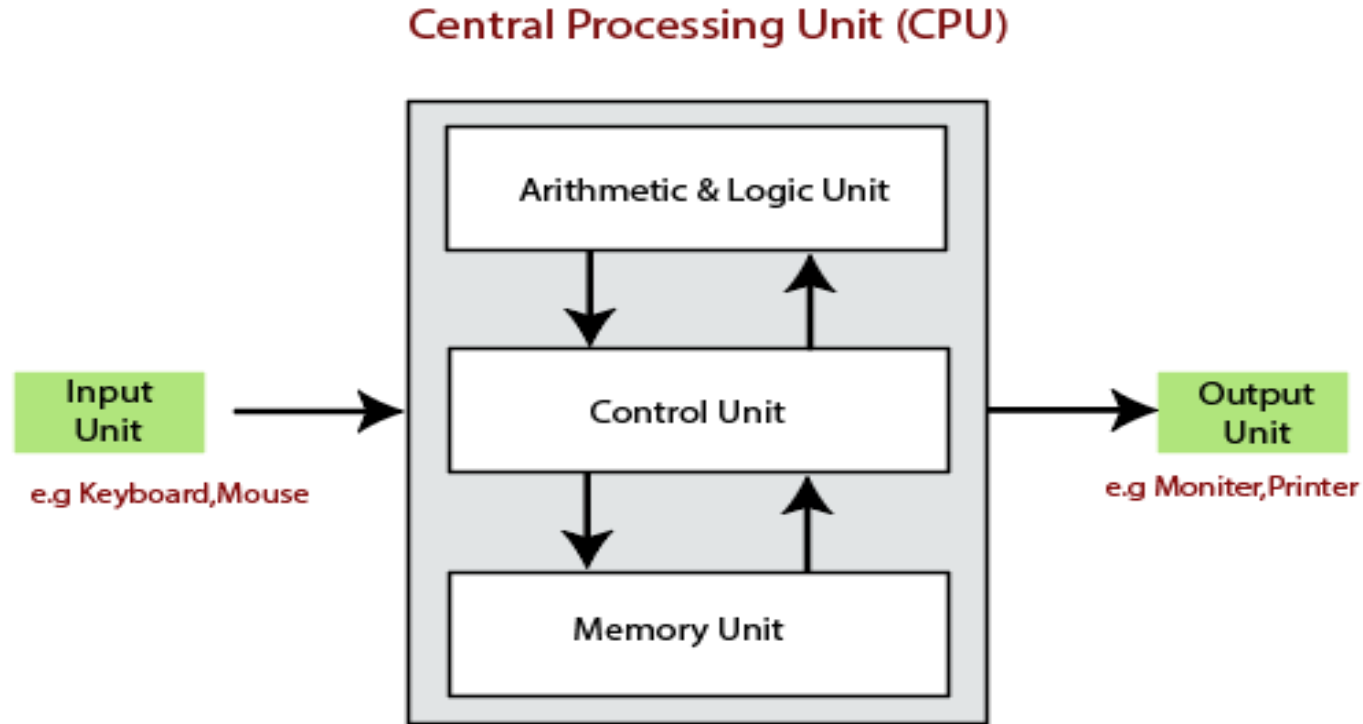 Central Processing Unit (CPU)
Arithmetic & Logic Unit
Input
Unit
e.g Keyboard,Mouse
Control Unit
Output
Unit
e.g Moniter,Printer
Memory Unit